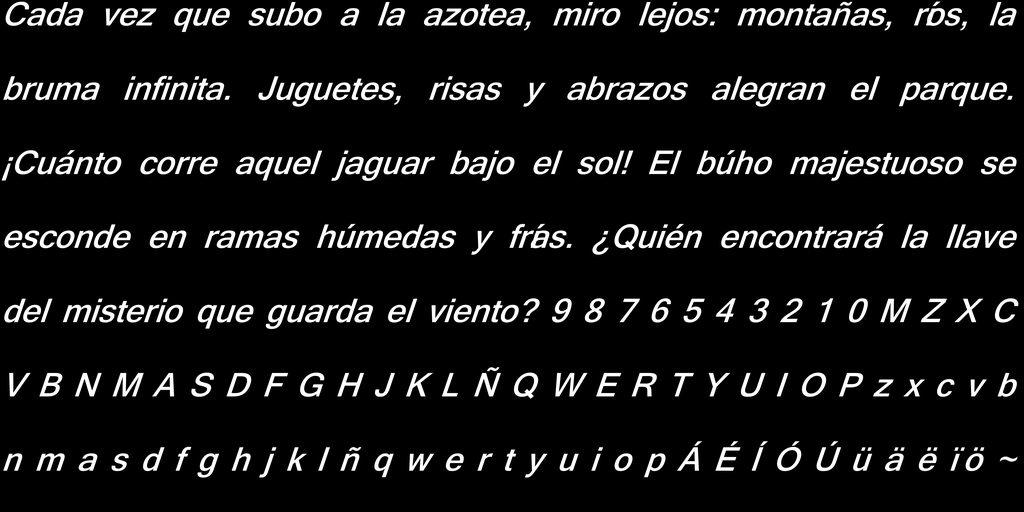 Cada vez que subo a la azotea, miro lejos: montañas, ríos, la
bruma infinita. Juguetes, risas y abrazos alegran el parque.
¡Cuánto corre aquel jaguar bajo el sol! El búho majestuoso se
esconde en ramas húmedas y frías. ¿Quién encontrará la llave
del misterio que guarda el viento? 9 8 7 6 5 4 3 2 1 0 M Z X C
V B N M A S D F G H J K L Ñ Q W E R T Y U I O P z x c v b
n m a s d f g h j k l ñ q w e r t y u i o p Á É Í Ó Ú ü ä ë ï ö ~